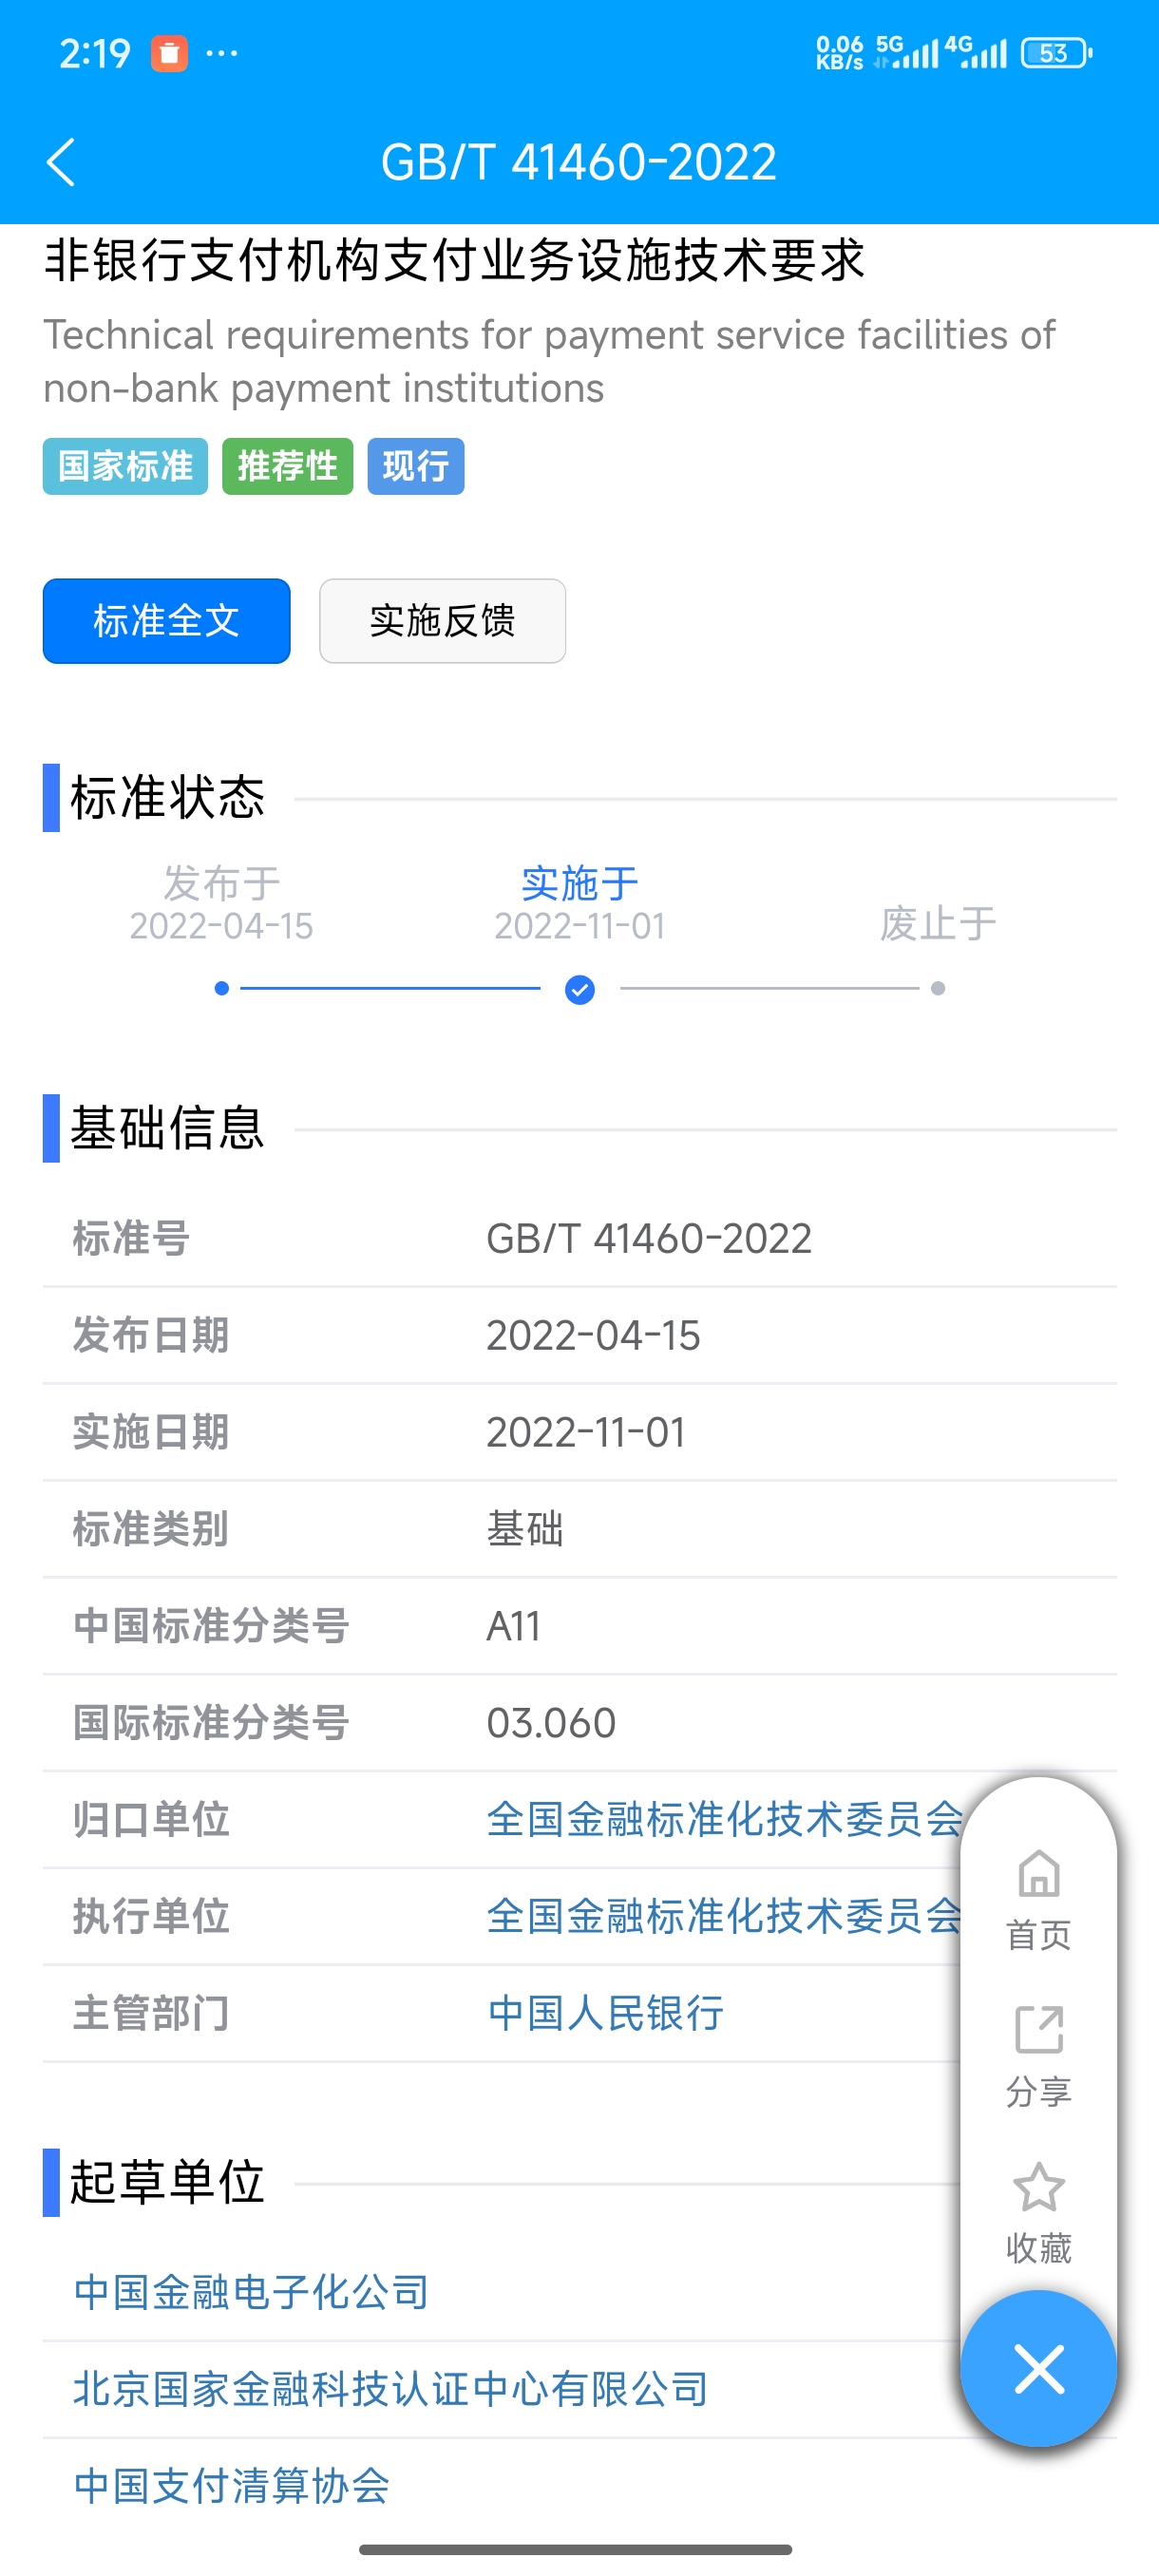 2:19
0.06 KB/s 5G 4G 53
GB/T 41460-2022
非银行支付机构支付业务设施技术要求
Technical requirements for payment service facilities of
non-bank payment institutions
国家标准 推荐性 现行
标准全文 实施反馈
标准状态
发布于 实施于 废止于
2022-04-15 2022-11-01
基础信息
标准号 GB/T 41460-2022
发布日期 2022-04-15
实施日期 2022-11-01
标准类别 基础
中国标准分类号 A11
国际标准分类号 03.060
归口单位 全国金融标准化技术委员会
执行单位 全国金融标准化技术委员会
主管部门 中国人民银行
首页
分享
收藏
起草单位
中国金融电子化公司
北京国家金融科技认证中心有限公司
中国支付清算协会